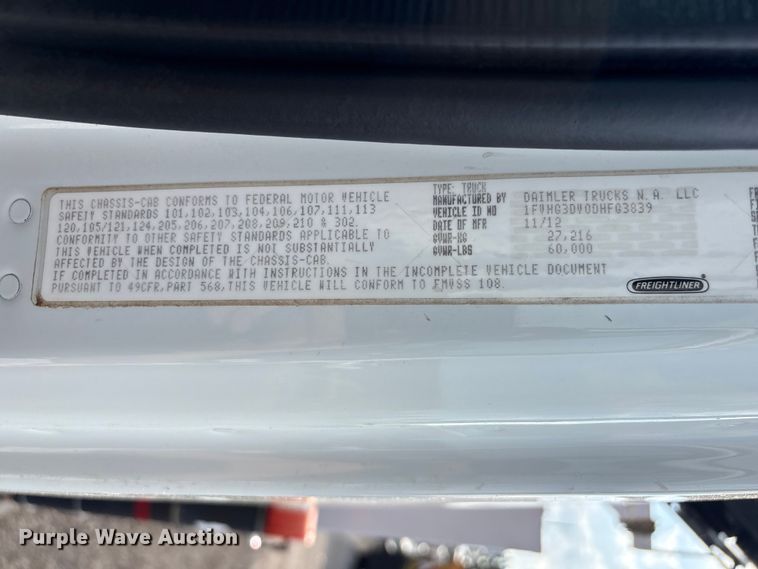 THIS CHASSIS-CAB CONFORMS TO FEDERAL MOTOR VEHICLE
SAFETY STANDARDS 101,102,103,104,106,107,111,113
120,105/121,124,205,206,207,208,209,210 & 302.
CONFORMITY TO OTHER SAFETY STANDARDS APPLICABLE TO
THIS VEHICLE WHEN COMPLETED IS NOT SUBSTANTIALLY
AFFECTED BY THE DESIGN OF THE CHASSIS-CAB.
IF COMPLETED IN ACCORDANCE WITH INSTRUCTIONS IN THE INCOMPLETE VEHICLE DOCUMENT
PURSUANT TO 49CFR,PART 568,THIS VEHICLE WILL CONFORM TO FMVSS 108.
TYPE: TRUCK
MANUFACTURED BY DAIMLER TRUCKS N.A. LLC
VEHICLE ID NO 1FVHG3DV0DHFG3839
DATE OF MFR 11/12
GVWR-KG 27,216
GVWR-LBS 60,000
FREIGHTLINER
Purple Wave Auction